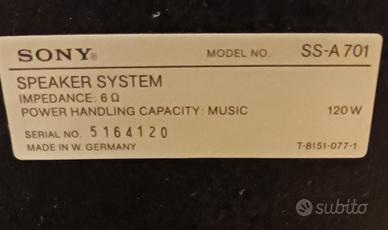 SONY® MODEL NO. SS-A 701
SPEAKER SYSTEM
IMPEDANCE: 6 Ω
POWER HANDLING CAPACITY: MUSIC 120 W
SERIAL NO. 5164120
MADE IN W. GERMANY T-8151-077-1
subito